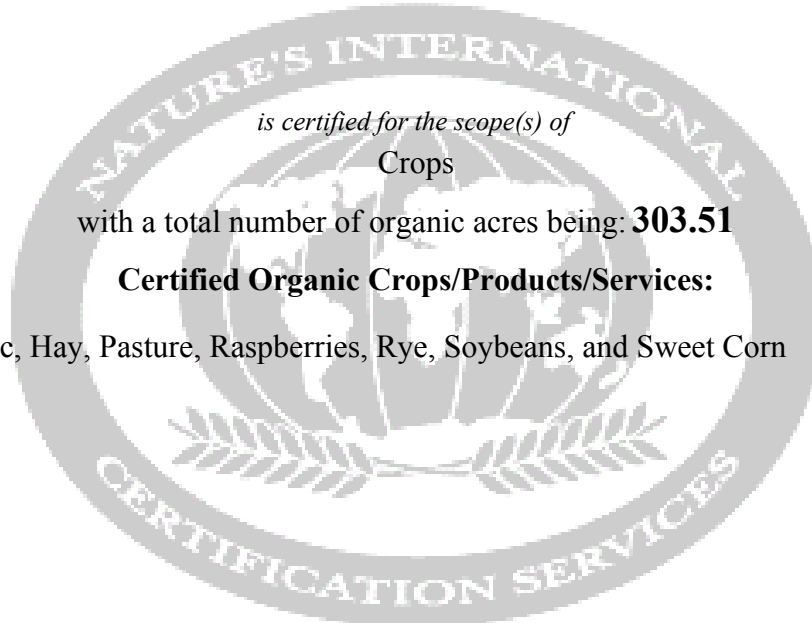 NATURE'S INTERNATIONAL
is certified for the scope(s) of
Crops
with a total number of organic acres being: 303.51
Certified Organic Crops/Products/Services:
c, Hay, Pasture, Raspberries, Rye, Soybeans, and Sweet Corn
CERTIFICATION SERVICES